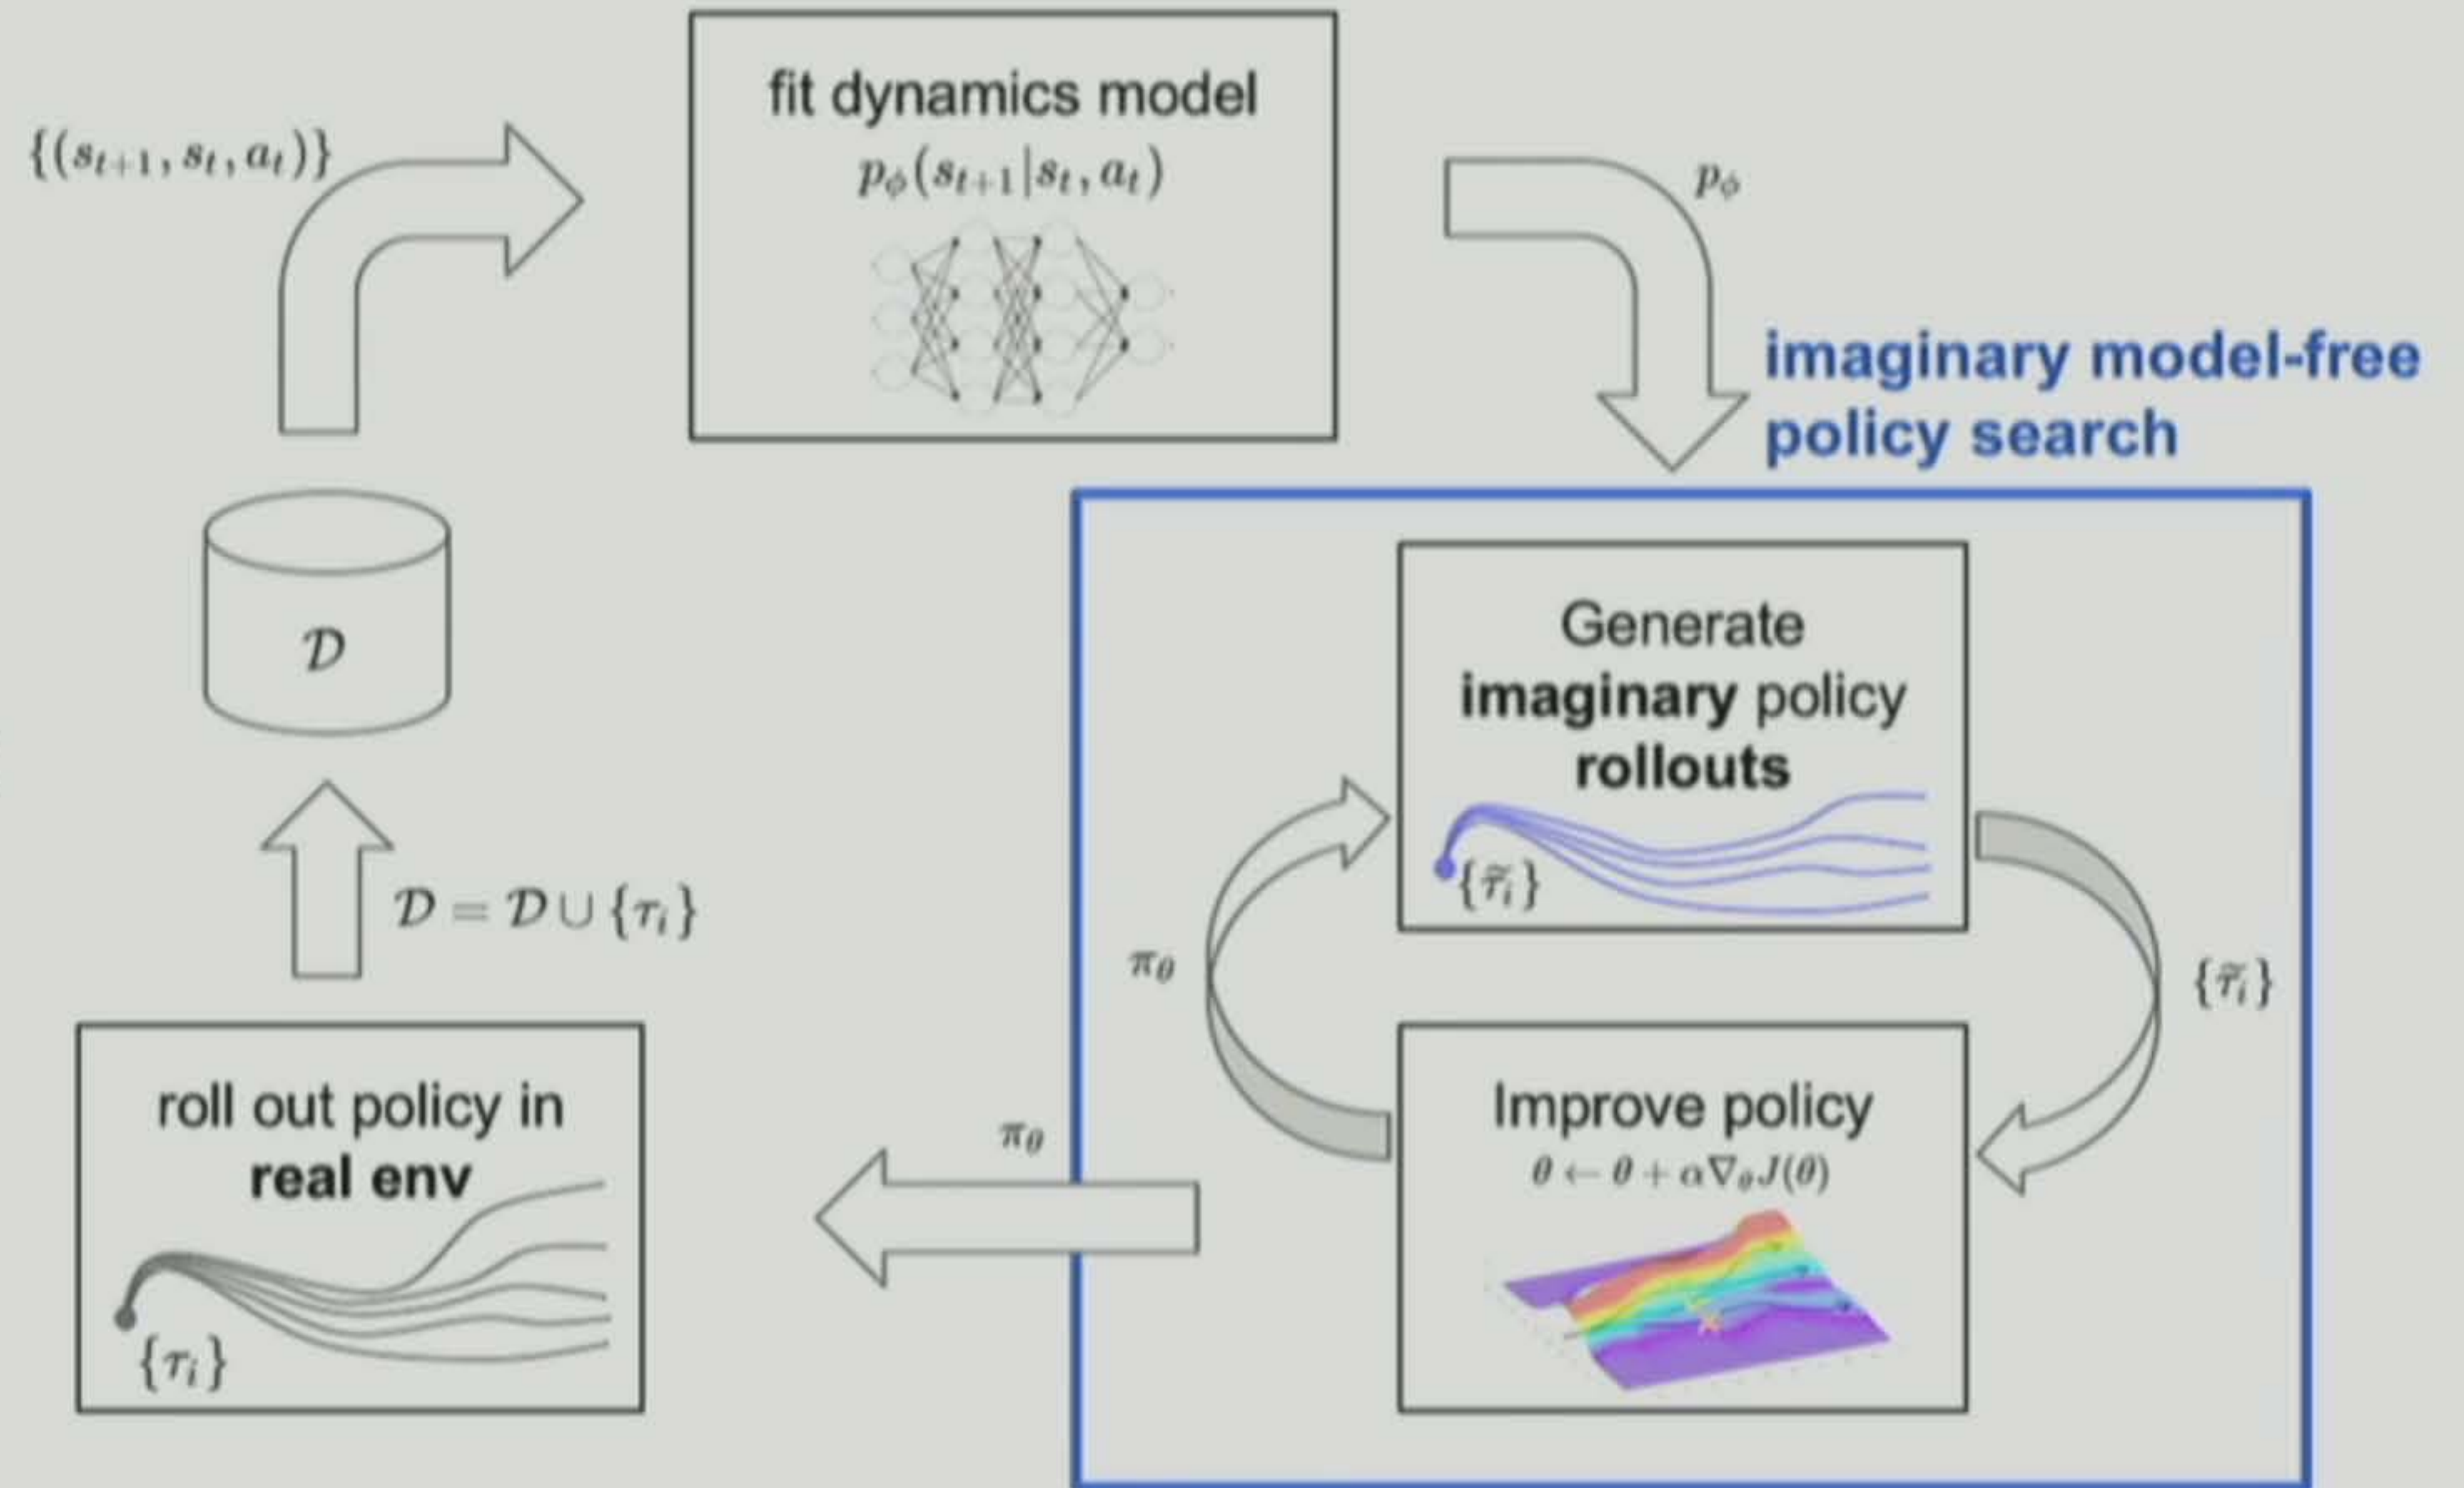 fit dynamics model
p_ϕ(s_{t+1}|s_t, a_t)
{(s_{t+1}, s_t, a_t)}
p_ϕ
imaginary model-free
policy search
𝒟
Generate
imaginary policy
rollouts
{τ̃_i}
𝒟 = 𝒟 ∪ {τ_i}
π_θ
{τ̃_i}
roll out policy in
real env
{τ_i}
π_θ
Improve policy
θ ← θ + α∇_θ J(θ)